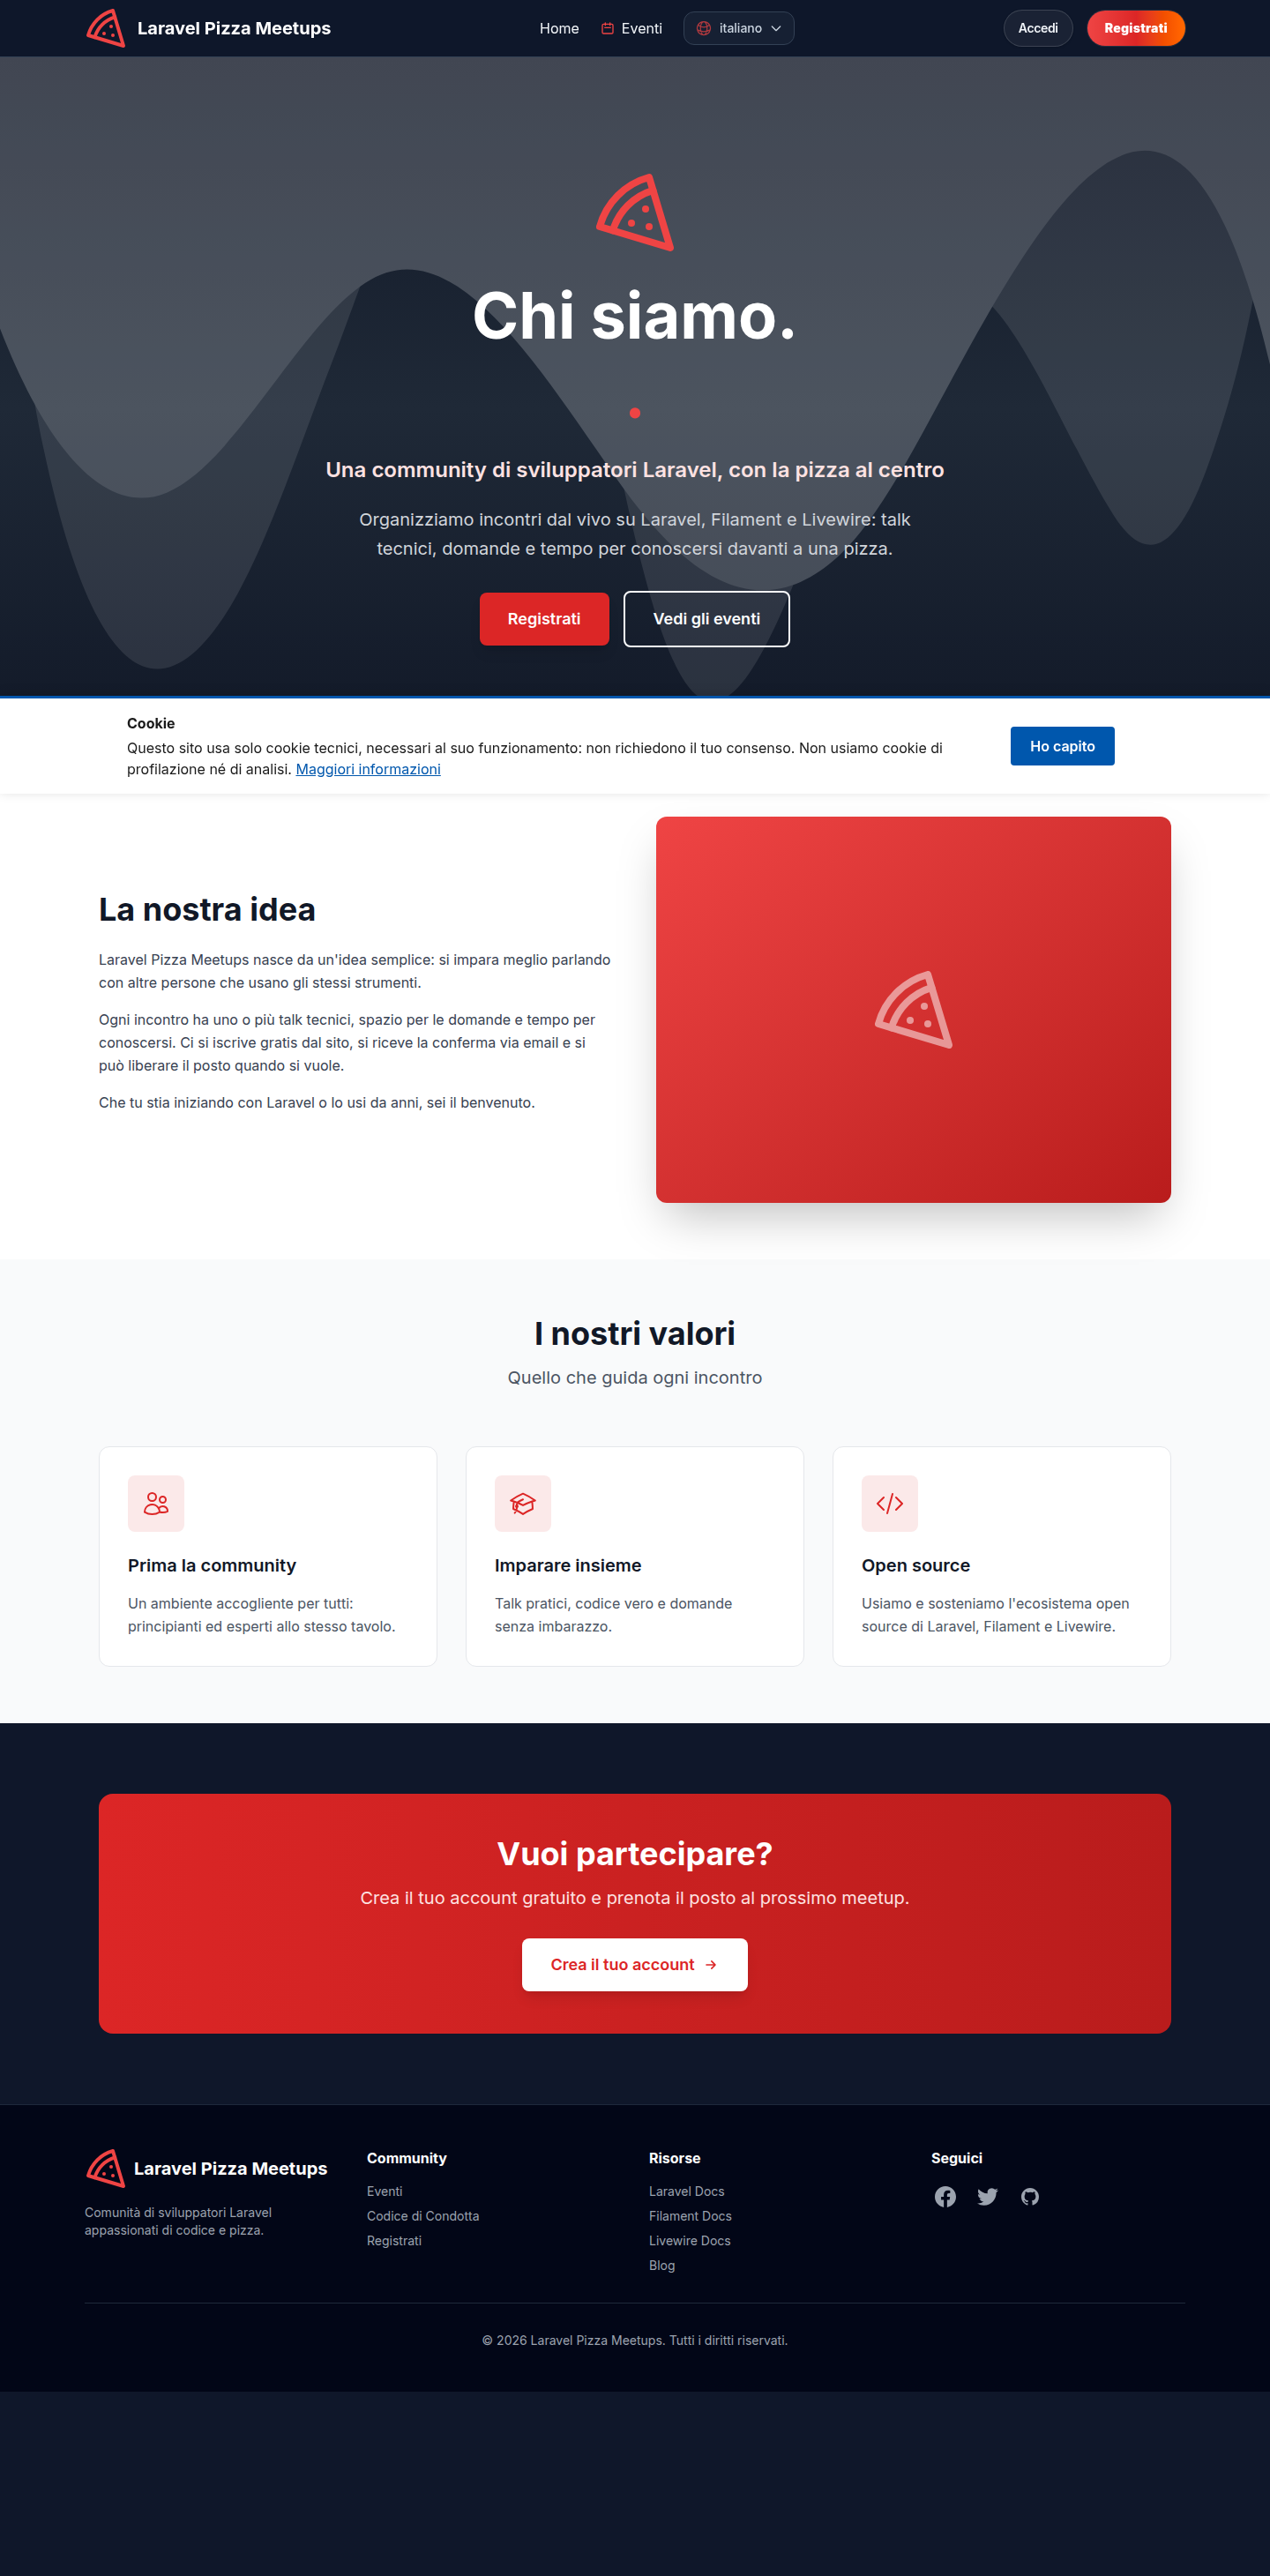 Laravel Pizza Meetups
Home
Eventi
italiano
Accedi
Registrati
Chi siamo.
Una community di sviluppatori Laravel, con la pizza al centro
Organizziamo incontri dal vivo su Laravel, Filament e Livewire: talk
tecnici, domande e tempo per conoscersi davanti a una pizza.
Registrati
Vedi gli eventi
Cookie
Questo sito usa solo cookie tecnici, necessari al suo funzionamento: non richiedono il tuo consenso. Non usiamo cookie di
profilazione né di analisi. Maggiori informazioni
Ho capito
La nostra idea
Laravel Pizza Meetups nasce da un'idea semplice: si impara meglio parlando
con altre persone che usano gli stessi strumenti.
Ogni incontro ha uno o più talk tecnici, spazio per le domande e tempo per
conoscersi. Ci si iscrive gratis dal sito, si riceve la conferma via email e si
può liberare il posto quando si vuole.
Che tu stia iniziando con Laravel o lo usi da anni, sei il benvenuto.
I nostri valori
Quello che guida ogni incontro
Prima la community
Un ambiente accogliente per tutti:
principianti ed esperti allo stesso tavolo.
Imparare insieme
Talk pratici, codice vero e domande
senza imbarazzo.
Open source
Usiamo e sosteniamo l'ecosistema open
source di Laravel, Filament e Livewire.
Vuoi partecipare?
Crea il tuo account gratuito e prenota il posto al prossimo meetup.
Crea il tuo account
Laravel Pizza Meetups
Comunità di sviluppatori Laravel
appassionati di codice e pizza.
Community
Eventi
Codice di Condotta
Registrati
Risorse
Laravel Docs
Filament Docs
Livewire Docs
Blog
Seguici
© 2026 Laravel Pizza Meetups. Tutti i diritti riservati.